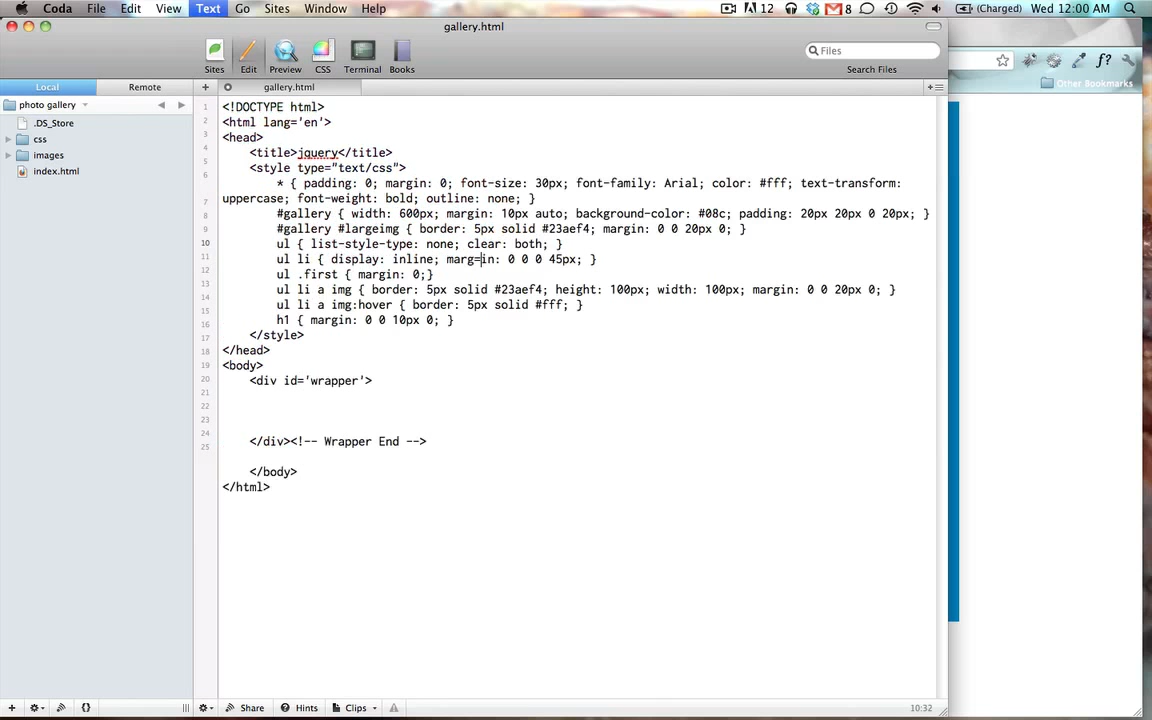 Coda File Edit View Text Go Sites Window Help 12 8 (Charged) Wed 12:00 AM
gallery.html
Sites Edit Preview CSS Terminal Books
Files
Search Files
f?
Other Bookmarks
Local Remote
gallery.html
photo gallery
.DS_Store
css
images
index.html
1 <!DOCTYPE html>
2 <html lang='en'>
3 <head>
4 <title>jquery</title>
5 <style type="text/css">
6 * { padding: 0; margin: 0; font-size: 30px; font-family: Arial; color: #fff; text-transform:
uppercase; font-weight: bold; outline: none; }
7 #gallery { width: 600px; margin: 10px auto; background-color: #08c; padding: 20px 20px 0 20px; }
8 #gallery #largeimg { border: 5px solid #23aef4; margin: 0 0 20px 0; }
9 ul { list-style-type: none; clear: both; }
10 ul li { display: inline; marg=in: 0 0 0 45px; }
11 ul .first { margin: 0;}
12 ul li a img { border: 5px solid #23aef4; height: 100px; width: 100px; margin: 0 0 20px 0; }
13 ul li a img:hover { border: 5px solid #fff; }
14 h1 { margin: 0 0 10px 0; }
15 </style>
16 </head>
17 <body>
18 <div id='wrapper'>
19
20
21
22 </div><!-- Wrapper End -->
23
24 </body>
25 </html>
Share Hints Clips
10:32